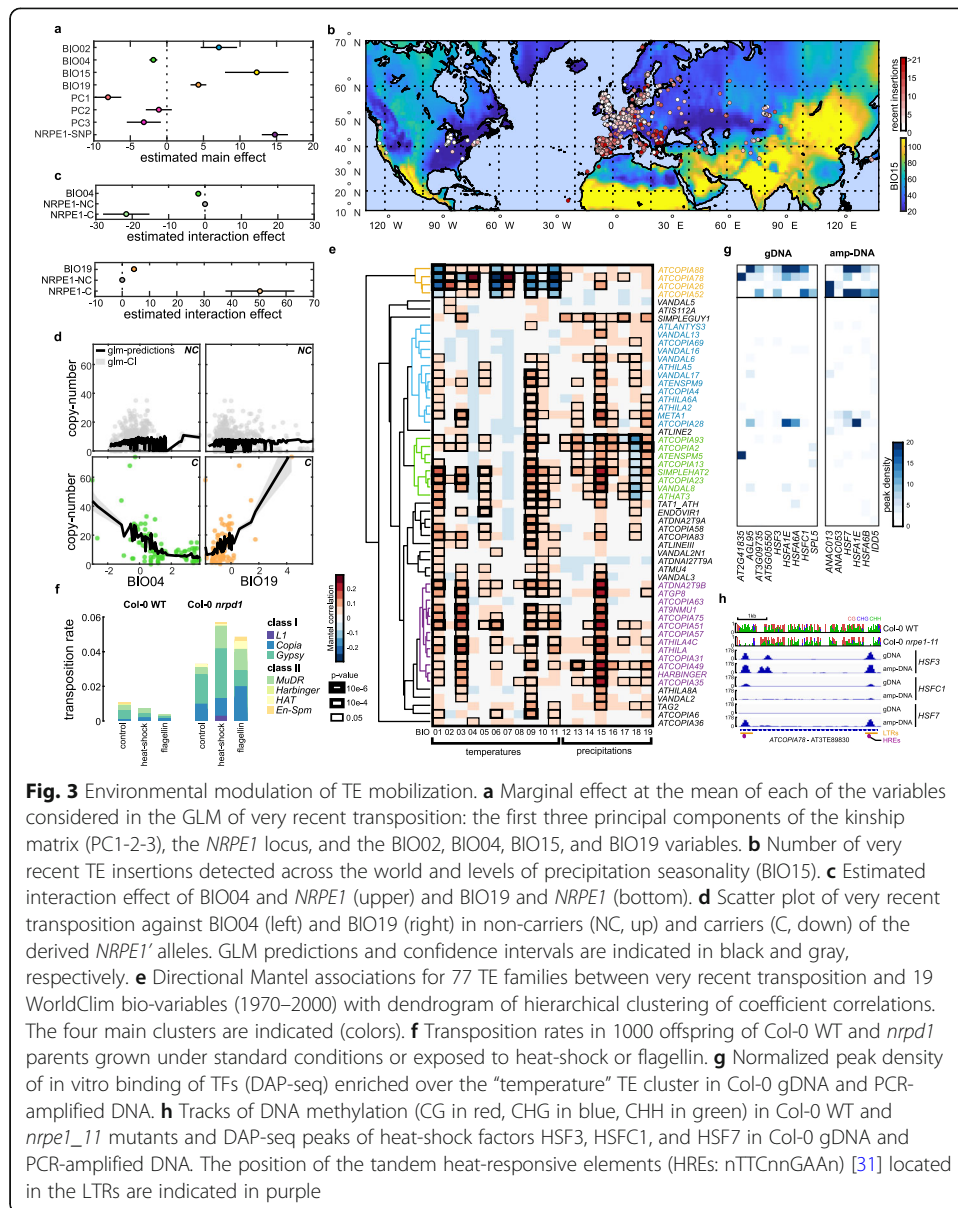 a
BIO02
BIO04
BIO15
BIO19
PC1
PC2
PC3
NRPE1-SNP
-10 -5 0 5 10 15 20
estimated main effect
b
70° N
60° N
50° N
40° N
30° N
20° N
10° N
120° W 90° W 60° W 30° W 0° 30° E 60° E 90° E 120° E
>21
recent insertions
0
100
80
60
40
20
BIO15
c
BIO04
NRPE1-NC
NRPE1-C
-30 -20 -10 0 10 20 30
estimated interaction effect
BIO19
NRPE1-NC
NRPE1-C
-10 0 10 20 30 40 50 60 70
estimated interaction effect
d
glm-predictions
glm-CI
NC
NC
C
C
copy-number
60
40
20
0
copy-number
60
40
20
0
-2 0 2
BIO04
0 2 4
BIO19
e
ATCOPIA88
ATCOPIA78
ATCOPIA26
ATCOPIA52
VANDAL5
ATIS112A
SIMPLEGUY1
ATLANTYS3
VANDAL13
ATCOPIA69
VANDAL16
VANDAL6
ATHILA5
VANDAL17
ATENSPM9
ATCOPIA4
ATHILA6A
ATHILA2
META1
ATCOPIA28
ATLINE2
ATCOPIA93
ATCOPIA2
ATENSPM5
ATCOPIA13
SIMPLEHAT2
ATCOPIA23
VANDAL8
ATHAT3
TAT1_ATH
ENDOVIR1
ATDNA2T9A
ATCOPIA58
ATCOPIA83
ATLINEIII
VANDAL2N1
ATDNAI27T9A
ATMU4
VANDAL3
ATDNA2T9B
ATGP8
ATCOPIA63
AT9NMU1
ATCOPIA75
ATCOPIA51
ATCOPIA57
ATHILA4C
ATHILA
ATCOPIA31
ATCOPIA49
HARBINGER
ATCOPIA35
ATHILA8A
VANDAL2
TAG2
ATCOPIA6
ATCOPIA36
BIO 01 02 03 04 05 06 07 08 09 10 11 12 13 14 15 16 17 18 19
temperatures precipitations
0.2
0.1
0
-0.1
-0.2
-0.3
Mantel correlation
p-value
10e-6
10e-4
0.05
f
Col-0 WT Col-0 nrpd1
transposition rate
0.06
0.04
0.02
0
control
heat-shock
flagellin
control
heat-shock
flagellin
class I
L1
Copia
Gypsy
class II
MuDR
Harbinger
HAT
En-Spm
g
gDNA amp-DNA
AT2G41835
AGL95
AT3G09735
AT5G05550
HSF3
HSFA1E
HSFA6A
HSFC1
SPL5
ANAC013
ANAC053
HSF7
HSFA1E
HSFA6B
IDD5
20
15
10
5
0
peak density
h
1kb
CG CHG CHH
Col-0 WT
Col-0 nrpe1-11
gDNA
amp-DNA
HSF3
gDNA
amp-DNA
HSFC1
gDNA
amp-DNA
HSF7
178
178
178
ATCOPIA78 - AT3TE89830
LTRs
HREs
Fig. 3 Environmental modulation of TE mobilization. a Marginal effect at the mean of each of the variables
considered in the GLM of very recent transposition: the first three principal components of the kinship
matrix (PC1-2-3), the NRPE1 locus, and the BIO02, BIO04, BIO15, and BIO19 variables. b Number of very
recent TE insertions detected across the world and levels of precipitation seasonality (BIO15). c Estimated
interaction effect of BIO04 and NRPE1 (upper) and BIO19 and NRPE1 (bottom). d Scatter plot of very recent
transposition against BIO04 (left) and BIO19 (right) in non-carriers (NC, up) and carriers (C, down) of the
derived NRPE1' alleles. GLM predictions and confidence intervals are indicated in black and gray,
respectively. e Directional Mantel associations for 77 TE families between very recent transposition and 19
WorldClim bio-variables (1970–2000) with dendrogram of hierarchical clustering of coefficient correlations.
The four main clusters are indicated (colors). f Transposition rates in 1000 offspring of Col-0 WT and nrpd1
parents grown under standard conditions or exposed to heat-shock or flagellin. g Normalized peak density
of in vitro binding of TFs (DAP-seq) enriched over the “temperature” TE cluster in Col-0 gDNA and PCR-
amplified DNA. h Tracks of DNA methylation (CG in red, CHG in blue, CHH in green) in Col-0 WT and
nrpe1_11 mutants and DAP-seq peaks of heat-shock factors HSF3, HSFC1, and HSF7 in Col-0 gDNA and
PCR-amplified DNA. The position of the tandem heat-responsive elements (HREs: nTTCnnGAAn) [31] located
in the LTRs are indicated in purple